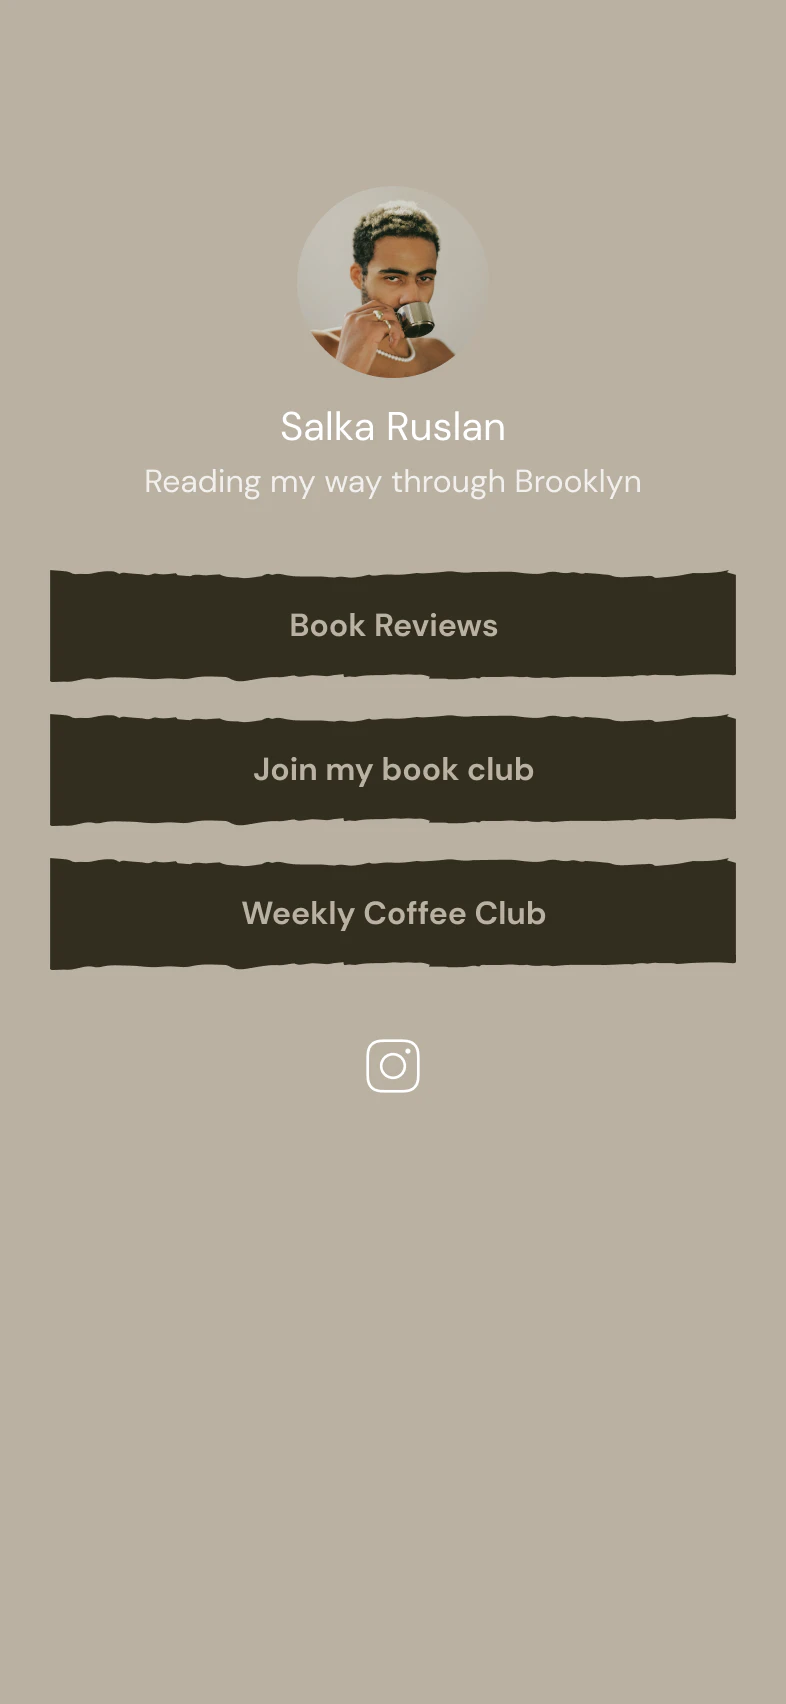 Salka Ruslan
Reading my way through Brooklyn
Book Reviews
Join my book club
Weekly Coffee Club